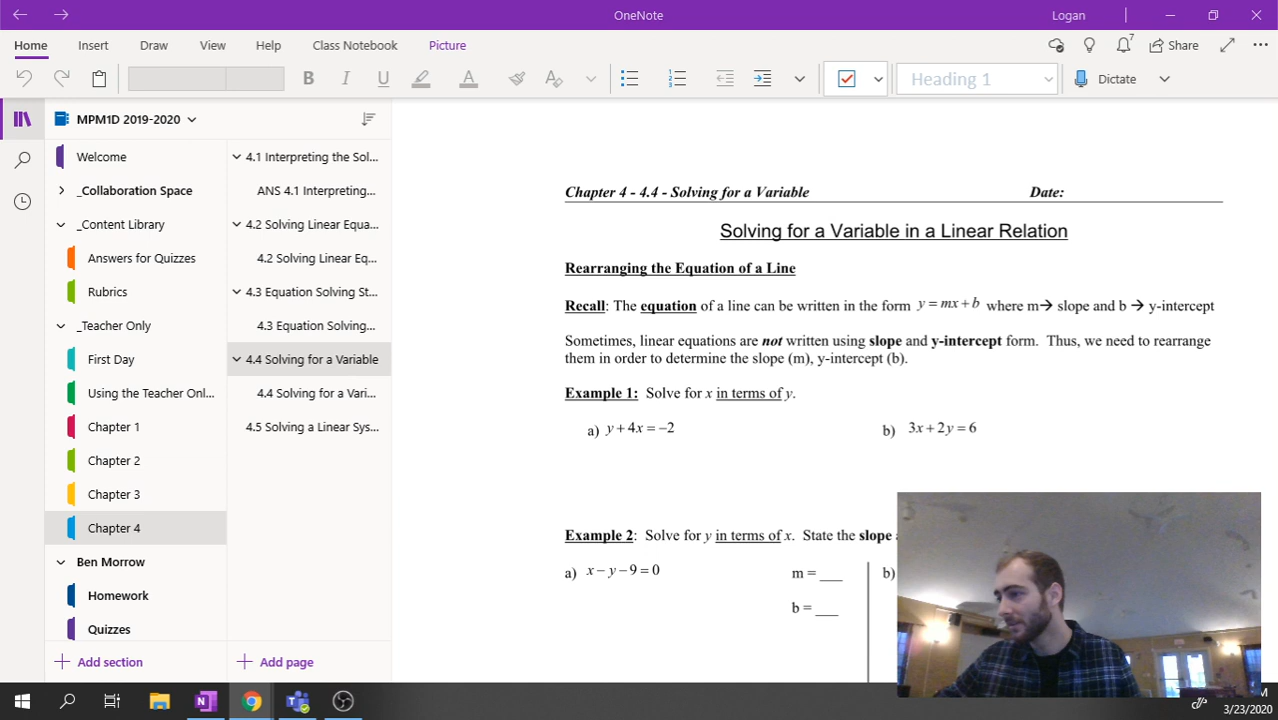 OneNote
Logan
Home Insert Draw View Help Class Notebook Picture
7
Share
B I U A
Heading 1
Dictate
MPM1D 2019-2020
Welcome
_Collaboration Space
_Content Library
Answers for Quizzes
Rubrics
_Teacher Only
First Day
Using the Teacher Onl...
Chapter 1
Chapter 2
Chapter 3
Chapter 4
Ben Morrow
Homework
Quizzes
Add section
4.1 Interpreting the Sol...
ANS 4.1 Interpreting...
4.2 Solving Linear Equa...
4.2 Solving Linear Eq...
4.3 Equation Solving St...
4.3 Equation Solving...
4.4 Solving for a Variable
4.4 Solving for a Vari...
4.5 Solving a Linear Sys...
Add page
Chapter 4 - 4.4 - Solving for a Variable Date:
Solving for a Variable in a Linear Relation
Rearranging the Equation of a Line
Recall: The equation of a line can be written in the form y = mx + b where m→ slope and b → y-intercept
Sometimes, linear equations are not written using slope and y-intercept form. Thus, we need to rearrange
them in order to determine the slope (m), y-intercept (b).
Example 1: Solve for x in terms of y.
a) y + 4x = −2 b) 3x + 2y = 6
Example 2: Solve for y in terms of x. State the slope
a) x − y − 9 = 0 m = ___ b)
b = ___
M
3/23/2020